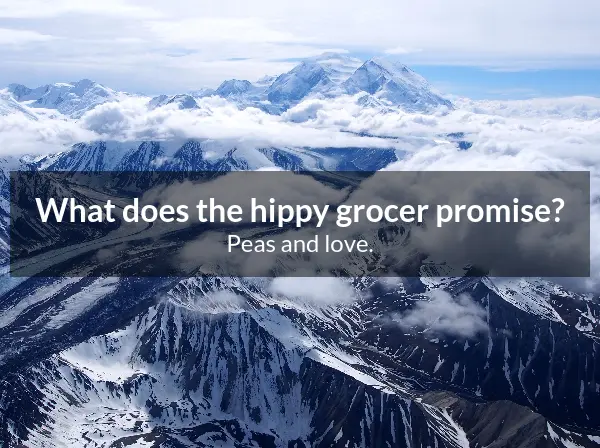 What does the hippy grocer promise?
Peas and love.